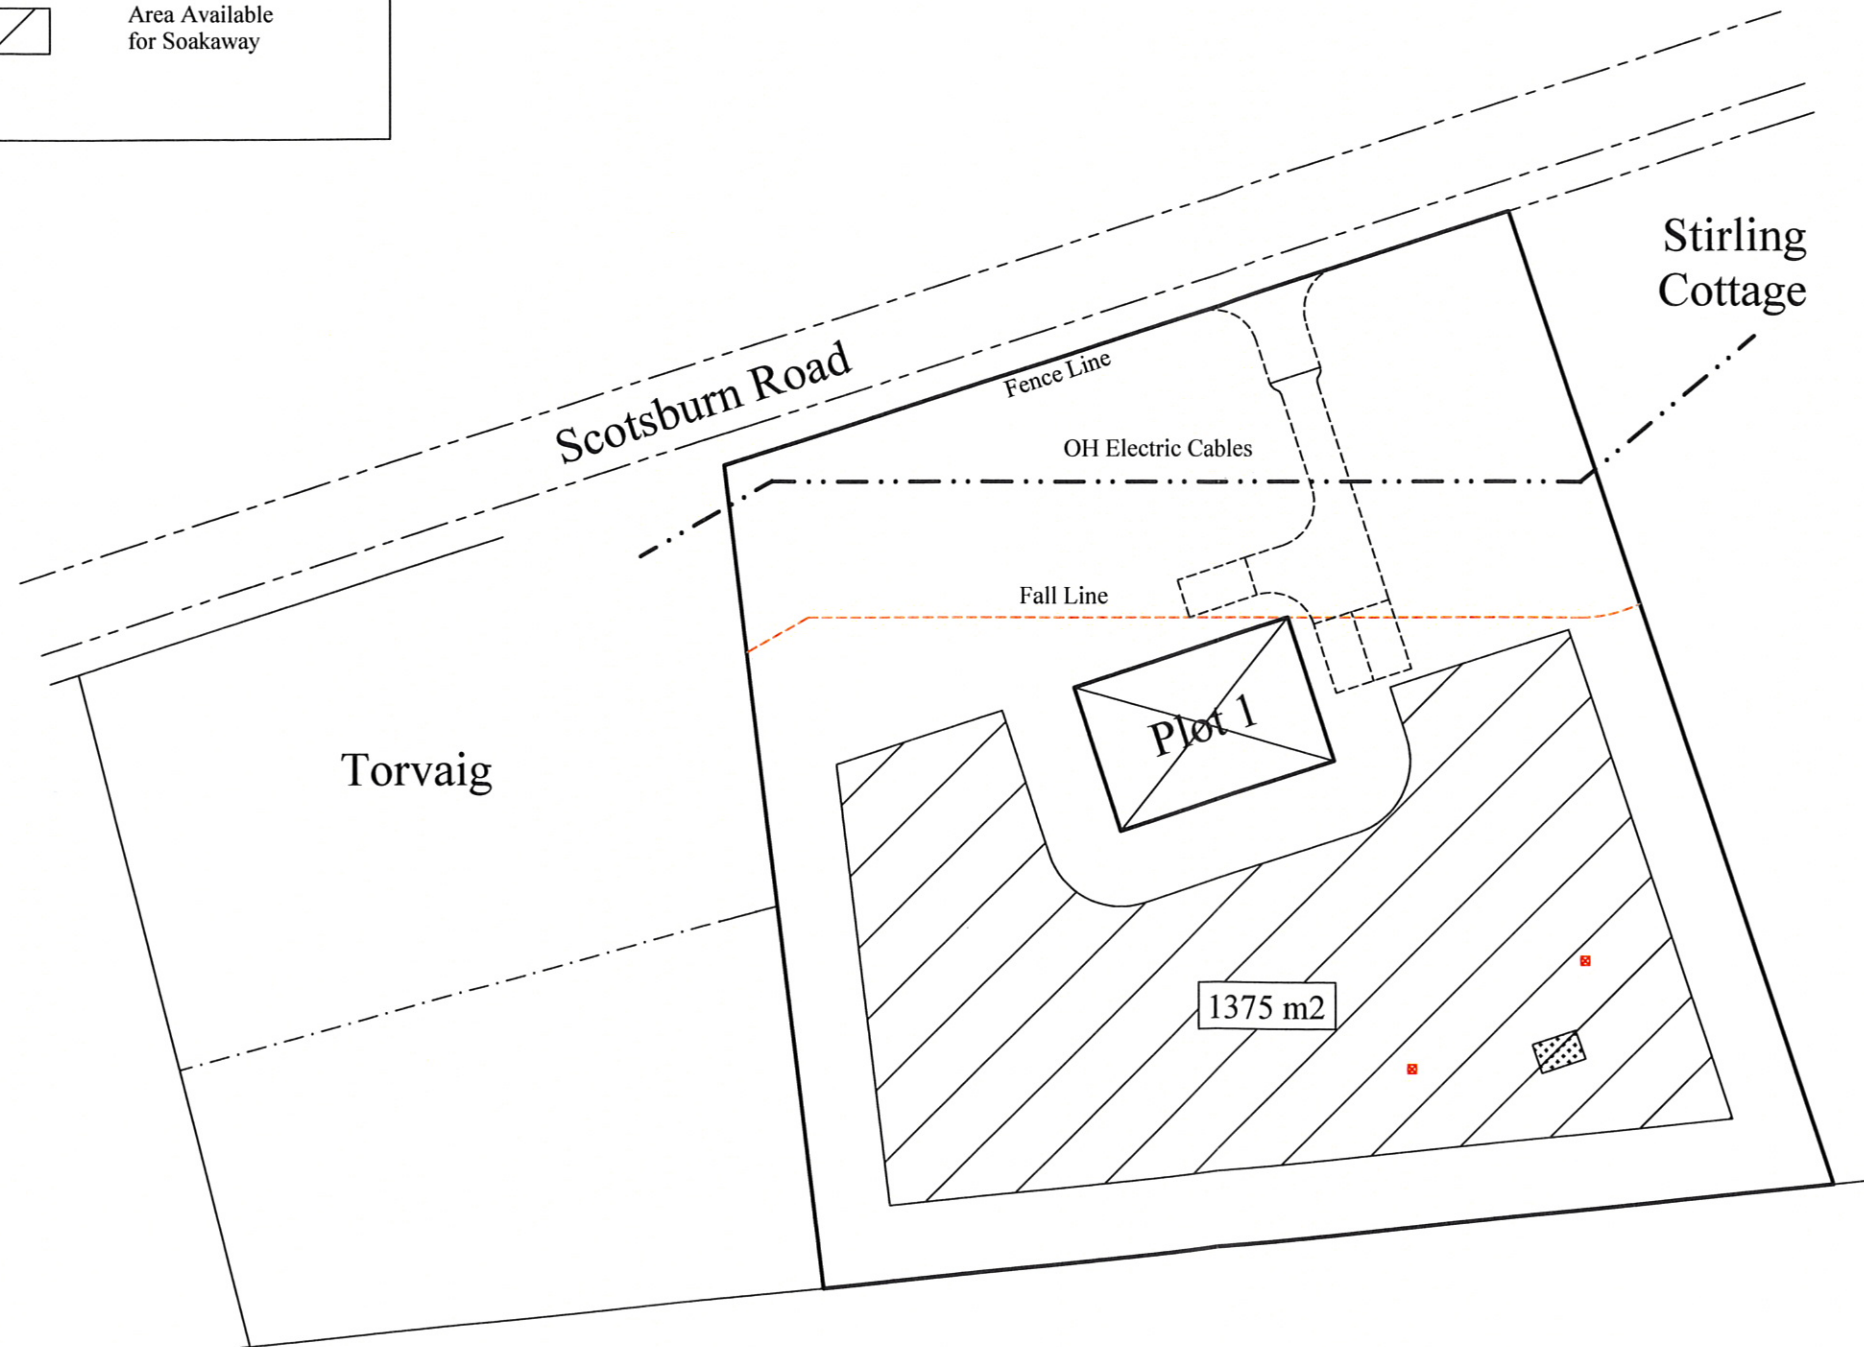 Area Available
for Soakaway
Stirling
Cottage
Scotsburn Road
Fence Line
OH Electric Cables
Fall Line
Plot 1
Torvaig
1375 m2